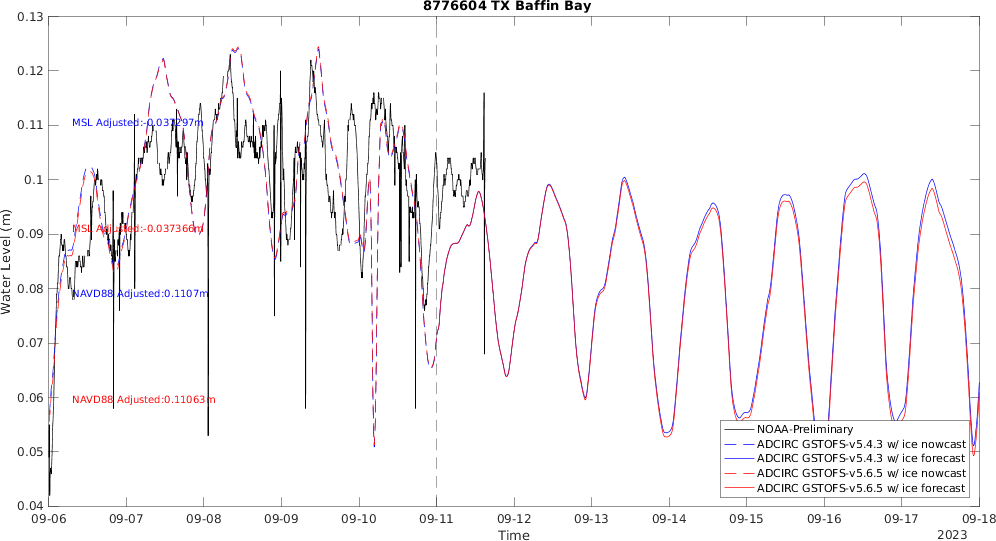 8776604 TX Baffin Bay
0.13
0.12
0.11
0.1
0.09
0.08
0.07
0.06
0.05
0.04
Water Level (m)
MSL Adjusted:-0.037297m
MSL Adjusted:-0.037366m
NAVD88 Adjusted:0.1107m
NAVD88 Adjusted:0.11063m
NOAA-Preliminary
ADCIRC GSTOFS-v5.4.3 w/ ice nowcast
ADCIRC GSTOFS-v5.4.3 w/ ice forecast
ADCIRC GSTOFS-v5.6.5 w/ ice nowcast
ADCIRC GSTOFS-v5.6.5 w/ ice forecast
09-06 09-07 09-08 09-09 09-10 09-11 09-12 09-13 09-14 09-15 09-16 09-17 09-18
Time
2023